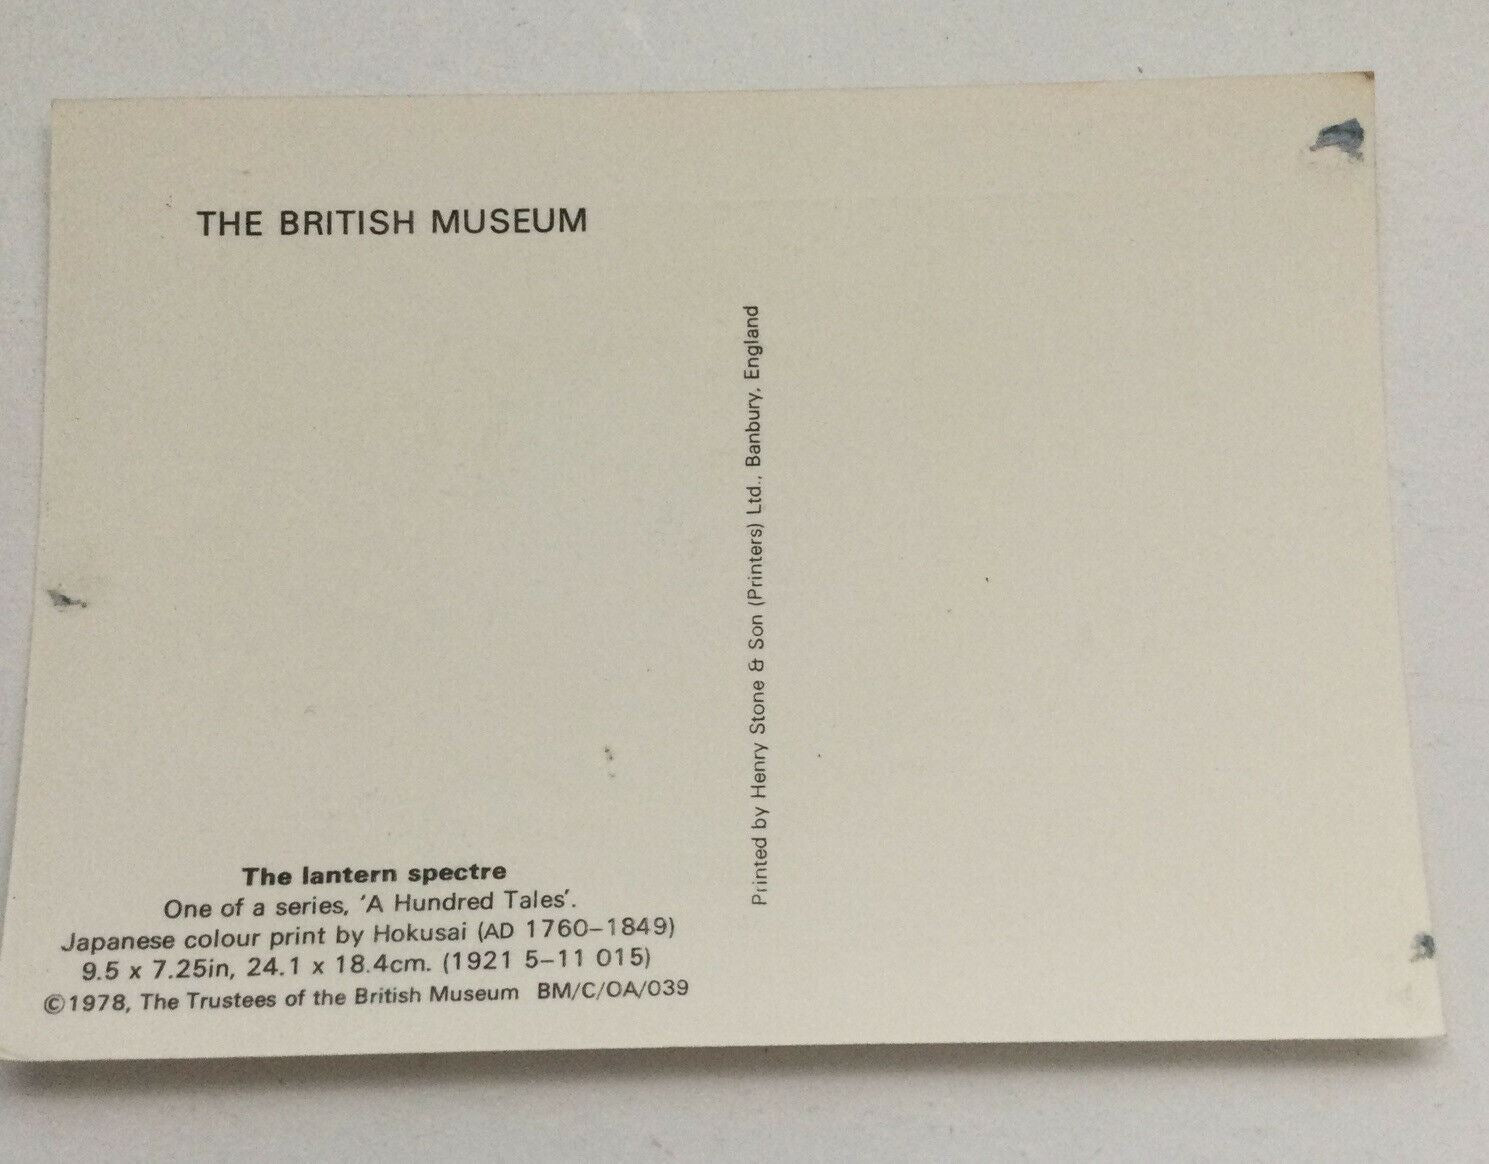 THE BRITISH MUSEUM
The lantern spectre
One of a series, 'A Hundred Tales'.
Japanese colour print by Hokusai (AD 1760–1849)
9.5 x 7.25in, 24.1 x 18.4cm. (1921 5–11 015)
©1978, The Trustees of the British Museum BM/C/OA/039
Printed by Henry Stone & Son (Printers) Ltd., Banbury, England